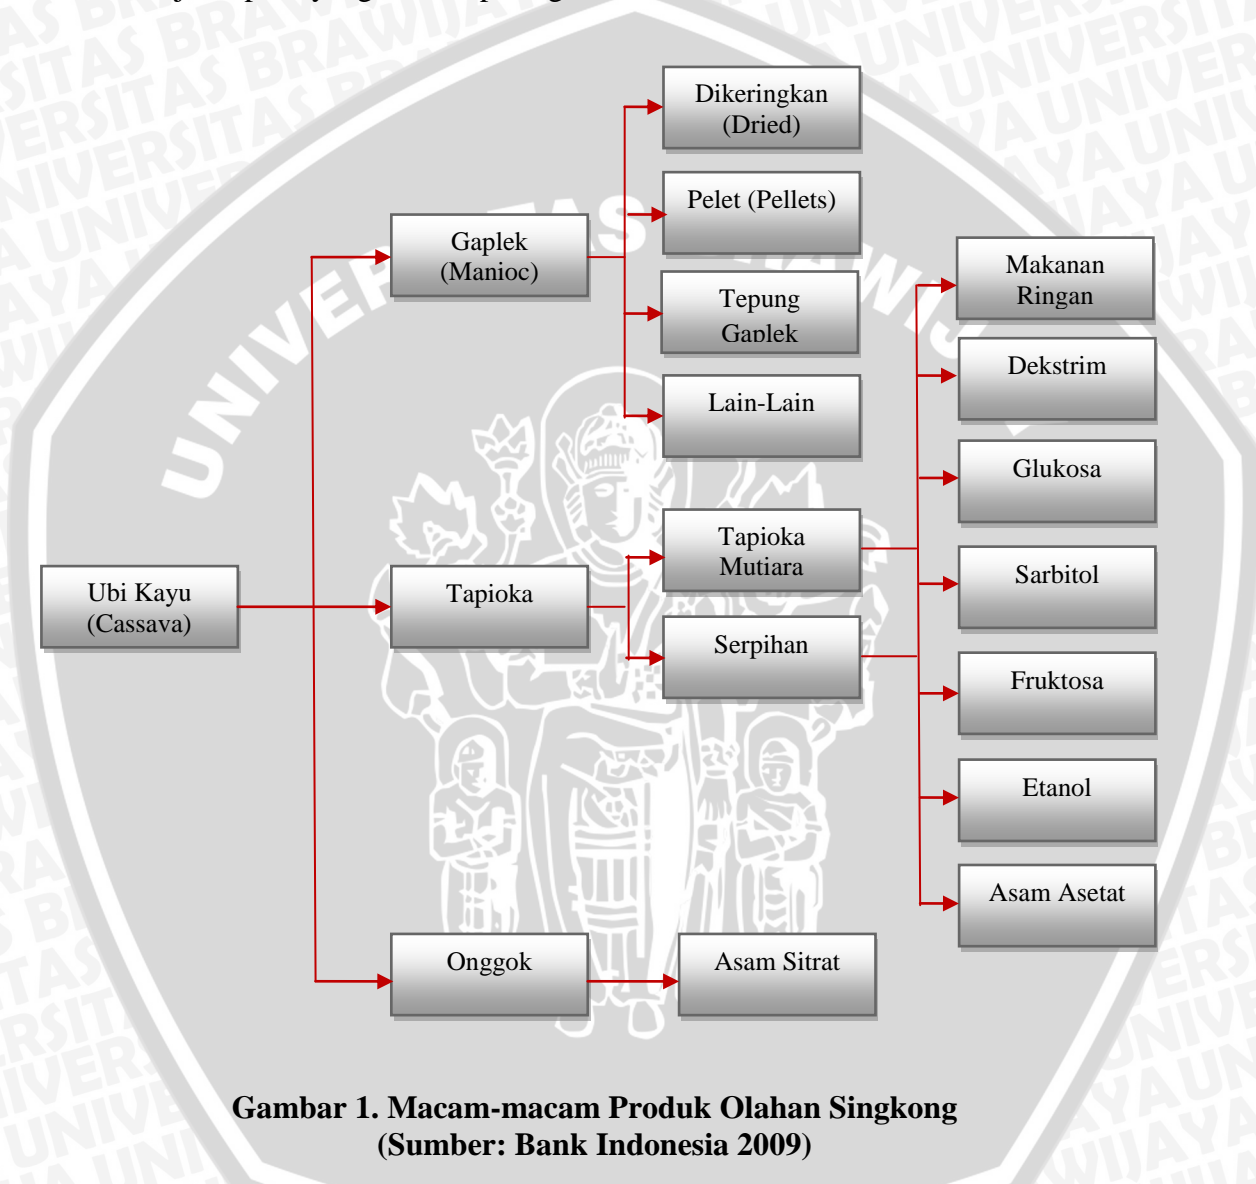 Dikeringkan
(Dried)
Pelet (Pellets)
Gaplek
(Manioc)
Tepung
Gaplek
Lain-Lain
Makanan
Ringan
Dekstrim
Glukosa
Tapioka
Mutiara
Ubi Kayu
(Cassava)
Tapioka
Serpihan
Sarbitol
Fruktosa
Etanol
Asam Asetat
Onggok
Asam Sitrat
Gambar 1. Macam-macam Produk Olahan Singkong
(Sumber: Bank Indonesia 2009)